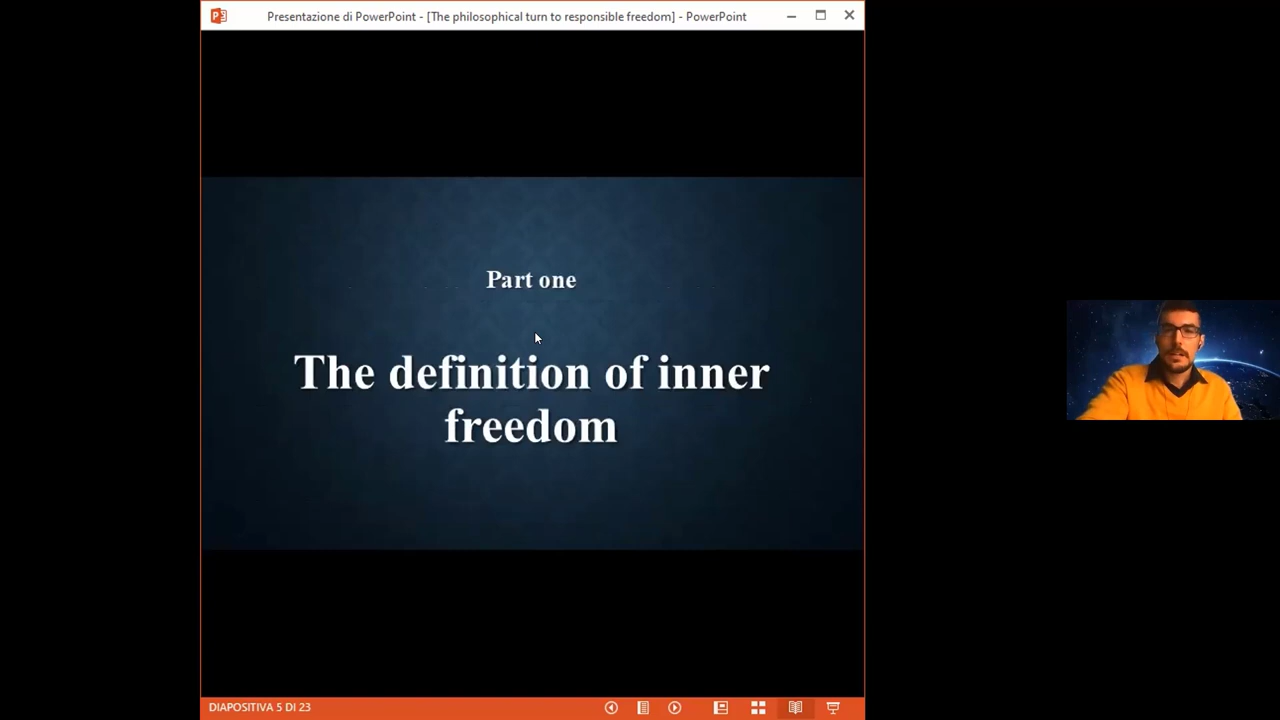 Presentazione di PowerPoint - [The philosophical turn to responsible freedom] - PowerPoint
Part one
The definition of inner
freedom
DIAPOSITIVA 5 DI 23